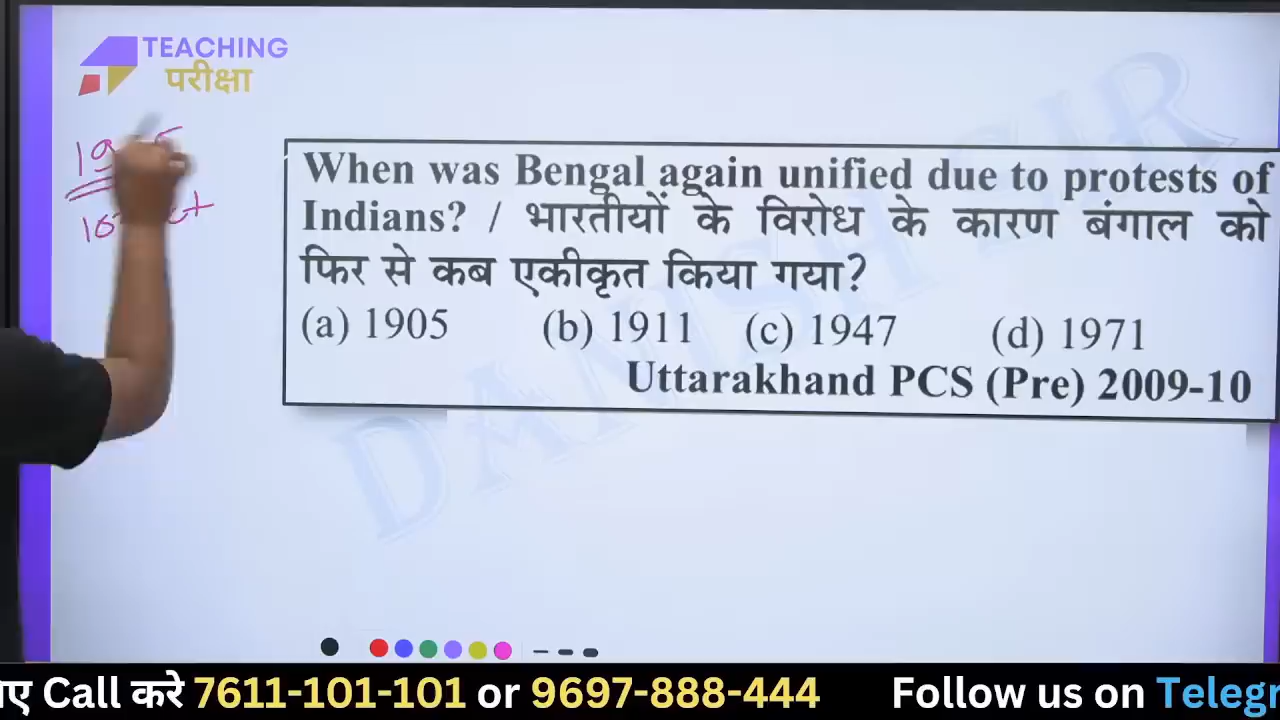 TEACHING
परीक्षा
When was Bengal again unified due to protests of
Indians? / भारतीयों के विरोध के कारण बंगाल को
फिर से कब एकीकृत किया गया?
(a) 1905 (b) 1911 (c) 1947 (d) 1971
Uttarakhand PCS (Pre) 2009-10
DANISH SIR
Call करे 7611-101-101 or 9697-888-444 Follow us on